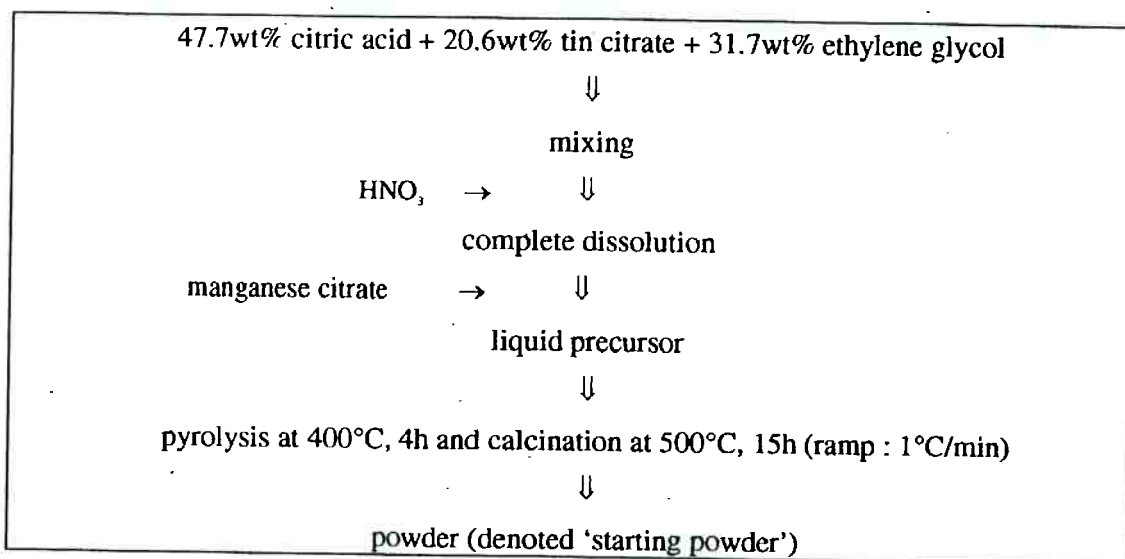 47.7wt% citric acid + 20.6wt% tin citrate + 31.7wt% ethylene glycol
⇓
mixing
HNO₃ → ⇓
complete dissolution
manganese citrate → ⇓
liquid precursor
⇓
pyrolysis at 400°C, 4h and calcination at 500°C, 15h (ramp : 1°C/min)
⇓
powder (denoted ‘starting powder’)